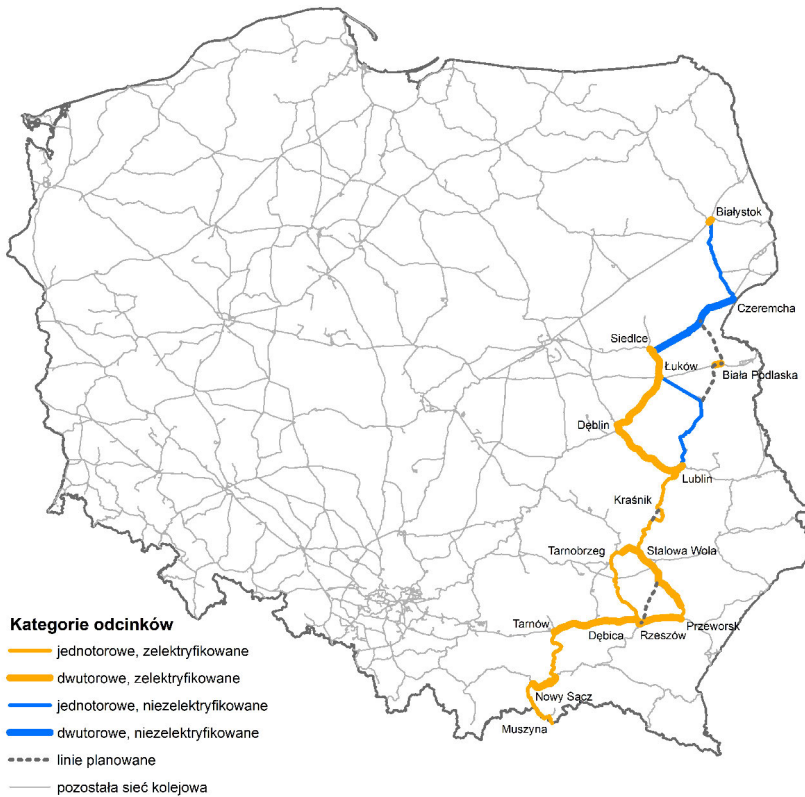 Białystok
Czeremcha
Siedlce
Łuków
Biała Podlaska
Dęblin
Lublin
Kraśnik
Tarnobrzeg
Stalowa Wola
Tarnów
Dębica
Rzeszów
Przeworsk
Nowy Sącz
Muszyna
Kategorie odcinków
jednotorowe, zelektryfikowane
dwutorowe, zelektryfikowane
jednotorowe, niezelektryfikowane
dwutorowe, niezelektryfikowane
linie planowane
pozostała sieć kolejowa